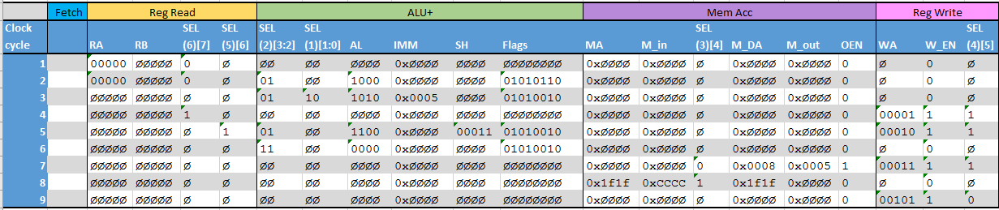 Fetch Reg Read ALU+ Mem Acc Reg Write
Clock SEL SEL SEL SEL SEL SEL
cycle RA RB (6)[7] (5)[6] (2)[3:2] (1)[1:0] AL IMM SH Flags MA M_in (3)[4] M_DA M_out OEN WA W_EN (4)[5]
1 00000 ØØØØØ 0 Ø ØØ ØØ ØØØØ 0xØØØØ ØØØØ ØØØØØØØØ 0xØØØØ 0xØØØØ Ø 0xØØØØ 0xØØØØ 0 Ø 0 Ø
2 00000 ØØØØØ 0 Ø 01 ØØ 1000 0xØØØØ ØØØØ 01010110 0xØØØØ 0xØØØØ Ø 0xØØØØ 0xØØØØ 0 Ø 0 Ø
3 ØØØØØ ØØØØØ Ø Ø 01 10 1010 0x0005 ØØØØ 01010010 0xØØØØ 0xØØØØ Ø 0xØØØØ 0xØØØØ 0 Ø 0 Ø
4 ØØØØØ ØØØØØ 1 Ø ØØ ØØ ØØØØ 0xØØØØ ØØØØ ØØØØØØØØ 0xØØØØ 0xØØØØ Ø 0xØØØØ 0xØØØØ 0 00001 1 1
5 ØØØØØ ØØØØØ Ø 1 01 ØØ 1100 0xØØØØ 00011 01010010 0xØØØØ 0xØØØØ Ø 0xØØØØ 0xØØØØ 0 00010 1 1
6 ØØØØØ ØØØØØ Ø Ø 11 ØØ 0000 0xØØØØ ØØØØ 01010010 0xØØØØ 0xØØØØ Ø 0xØØØØ 0xØØØØ 0 Ø 0 Ø
7 ØØØØØ ØØØØØ Ø Ø ØØ ØØ ØØØØ 0xØØØØ ØØØØ ØØØØØØØØ 0xØØØØ 0xØØØØ 0 0x0008 0x0005 1 00011 1 1
8 ØØØØØ ØØØØØ Ø Ø ØØ ØØ ØØØØ 0xØØØØ ØØØØ ØØØØØØØØ 0x1f1f 0xCCCC 1 0x1f1f 0xØØØØ 0 Ø 0 Ø
9 ØØØØØ ØØØØØ Ø Ø ØØ ØØ ØØØØ 0xØØØØ ØØØØ ØØØØØØØØ 0xØØØØ 0xØØØØ Ø 0xØØØØ 0xØØØØ 0 00101 1 0